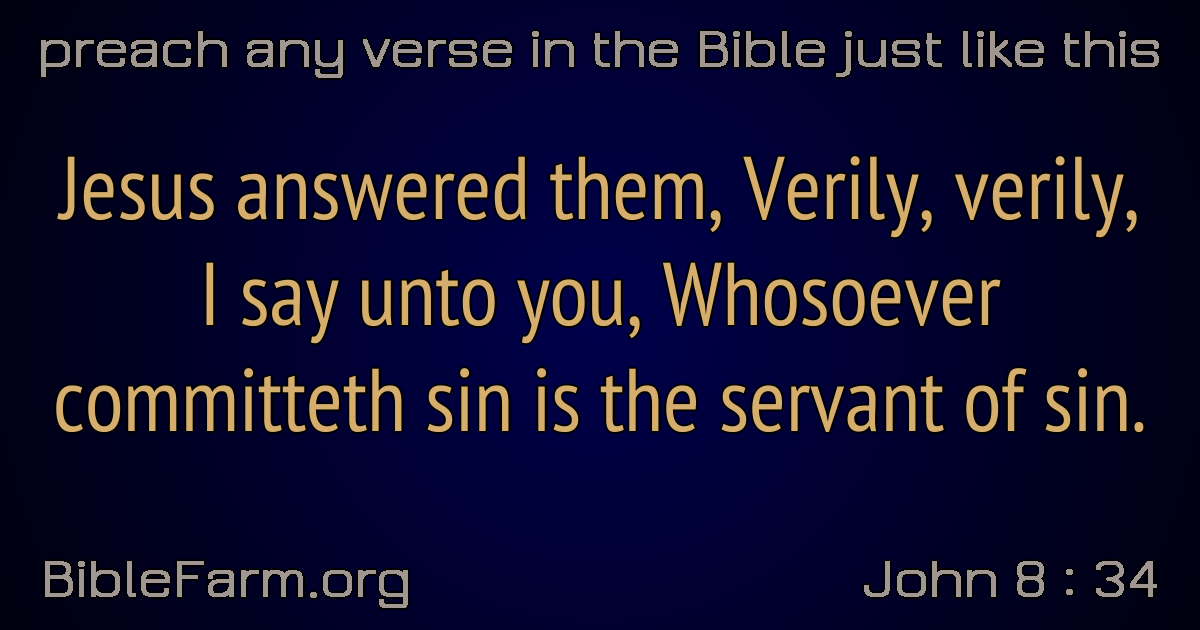 preach any verse in the Bible just like this
Jesus answered them, Verily, verily,
I say unto you, Whosoever
committeth sin is the servant of sin.
BibleFarm.org
John 8 : 34